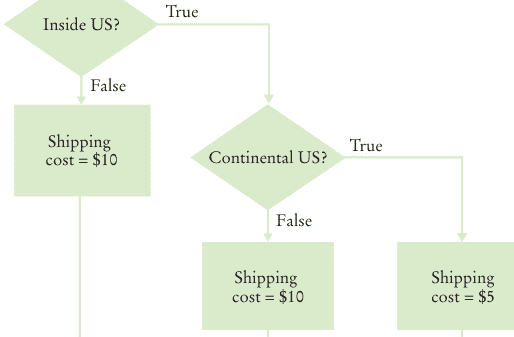 True
Inside US?
False
Shipping
cost = $10
Continental US?
True
False
Shipping
cost = $10
Shipping
cost = $5